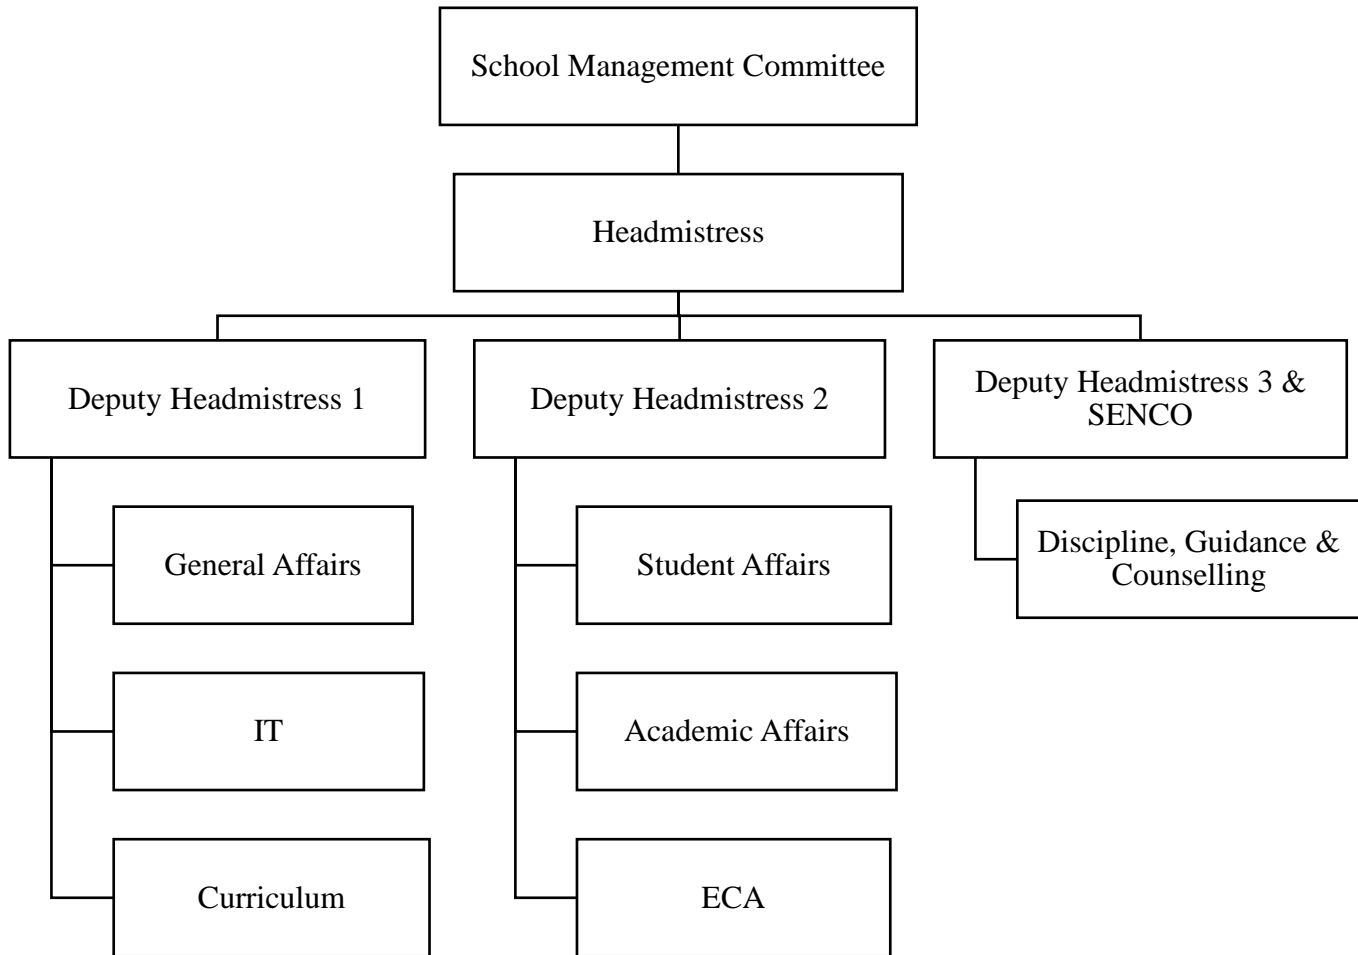 School Management Committee
Headmistress
Deputy Headmistress 1
Deputy Headmistress 2
Deputy Headmistress 3 &
SENCO
General Affairs
Student Affairs
Discipline, Guidance &
Counselling
IT
Academic Affairs
Curriculum
ECA